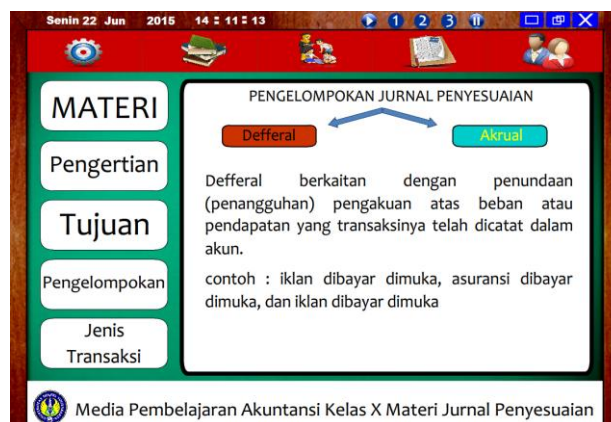 Senin 22 Jun 2015 14 : 11 : 13
1 2 3
MATERI
Pengertian
Tujuan
Pengelompokan
Jenis
Transaksi
PENGELOMPOKAN JURNAL PENYESUAIAN
Defferal Akrual
Defferal berkaitan dengan penundaan
(penangguhan) pengakuan atas beban atau
pendapatan yang transaksinya telah dicatat dalam
akun.
contoh : iklan dibayar dimuka, asuransi dibayar
dimuka, dan iklan dibayar dimuka
Media Pembelajaran Akuntansi Kelas X Materi Jurnal Penyesuaian